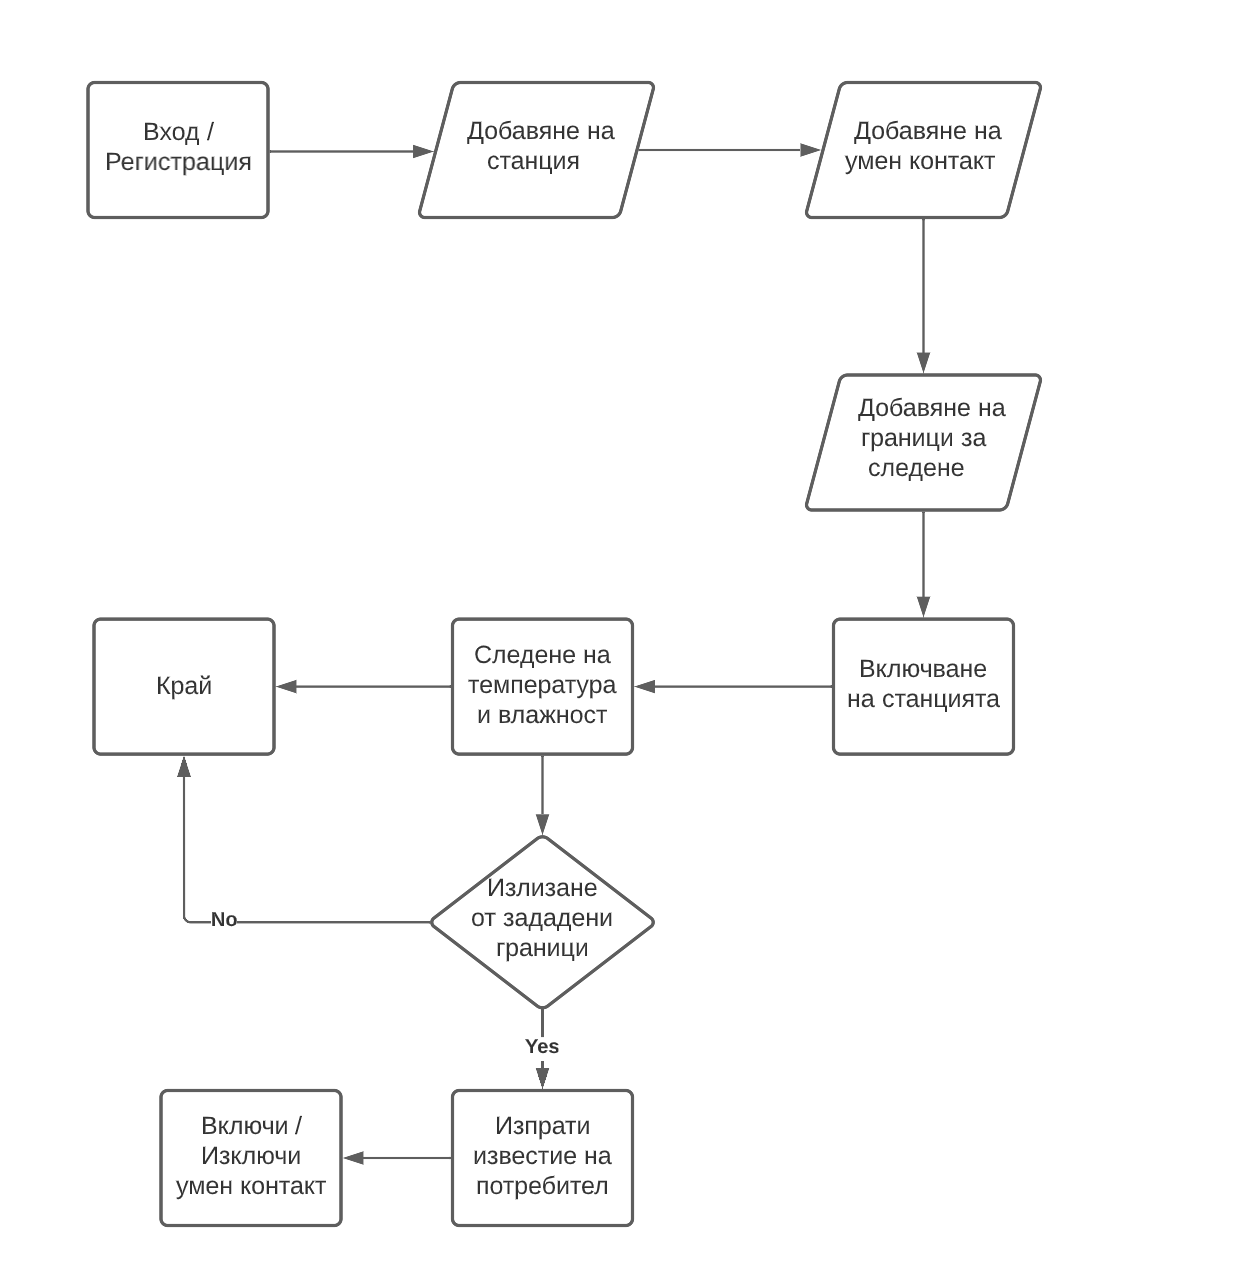 Вход /
Регистрация
Добавяне на
станция
Добавяне на
умен контакт
Добавяне на
граници за
следене
Включване
на станцията
Следене на
температура
и влажност
Край
Излизане
от зададени
граници
No
Yes
Изпрати
известие на
потребител
Включи /
Изключи
умен контакт